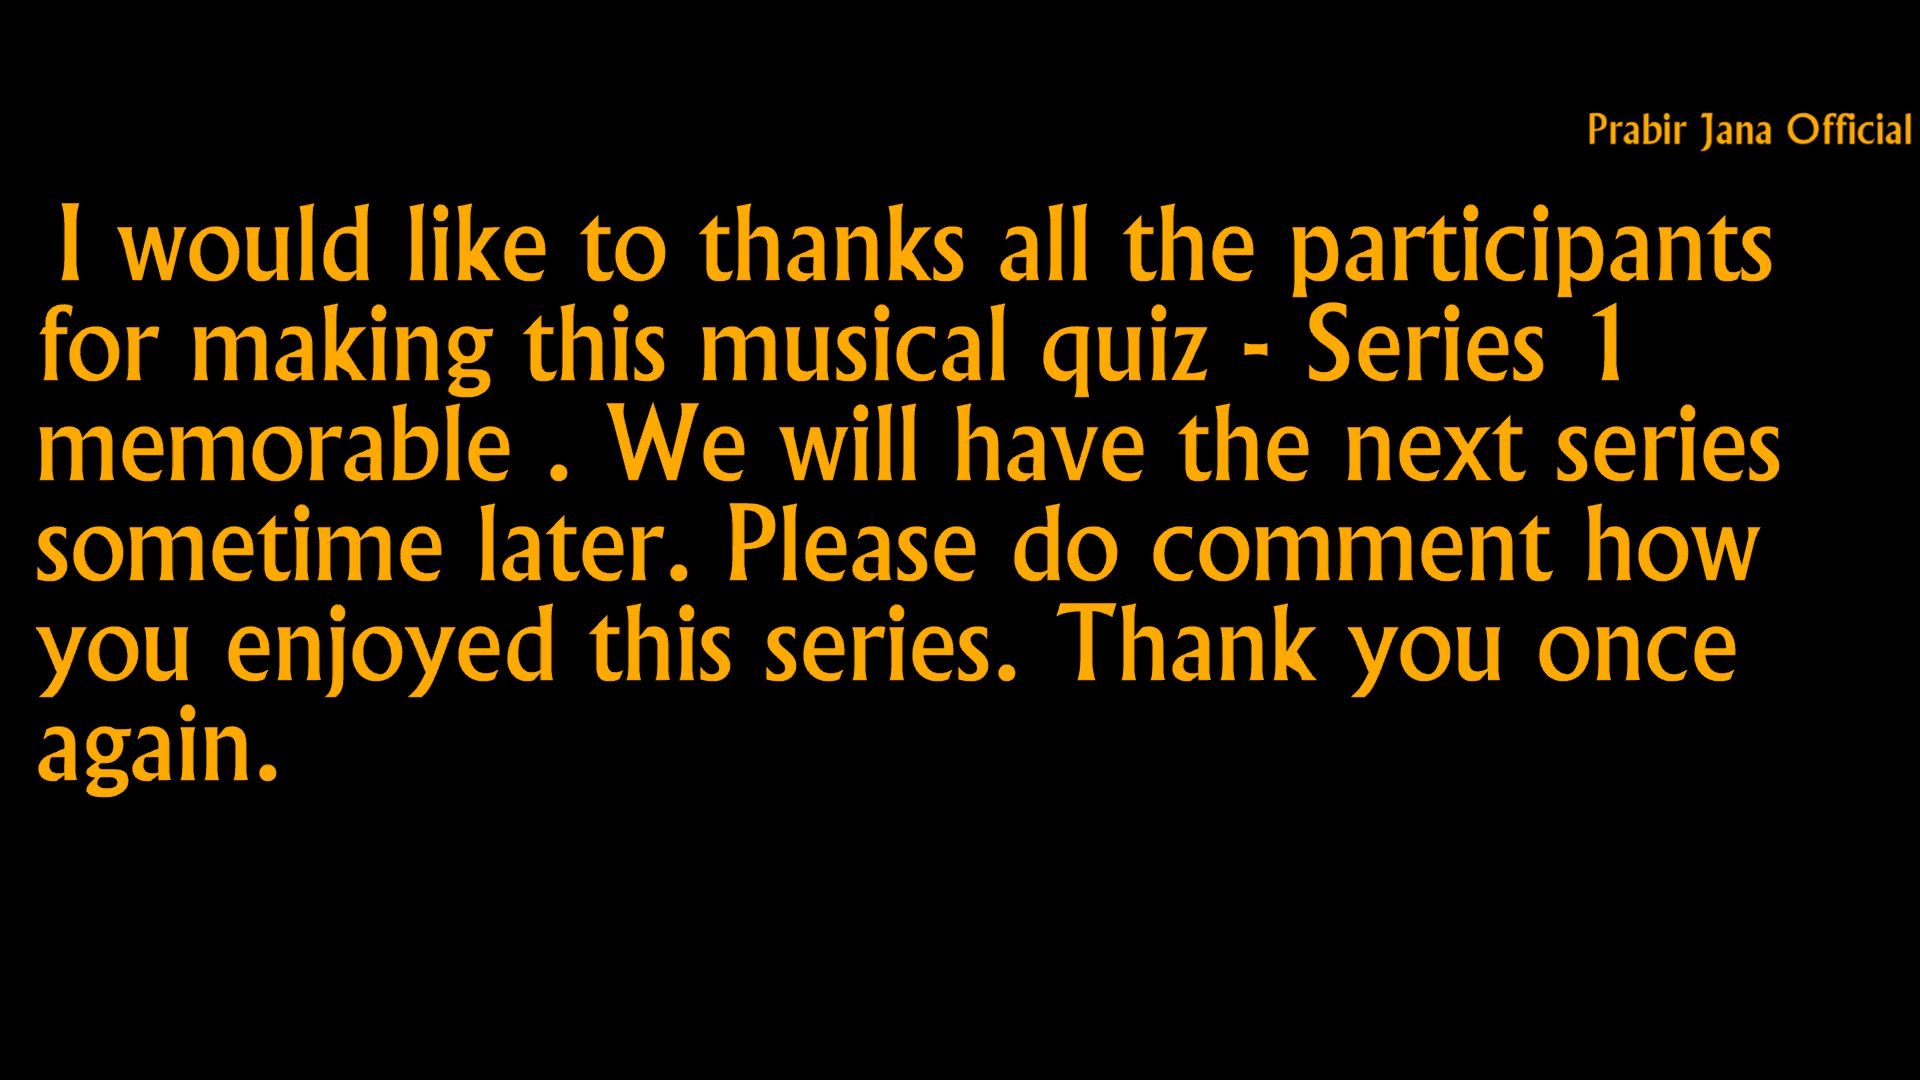 Prabir Jana Official
I would like to thanks all the participants
for making this musical quiz - Series 1
memorable . We will have the next series
sometime later. Please do comment how
you enjoyed this series. Thank you once
again.